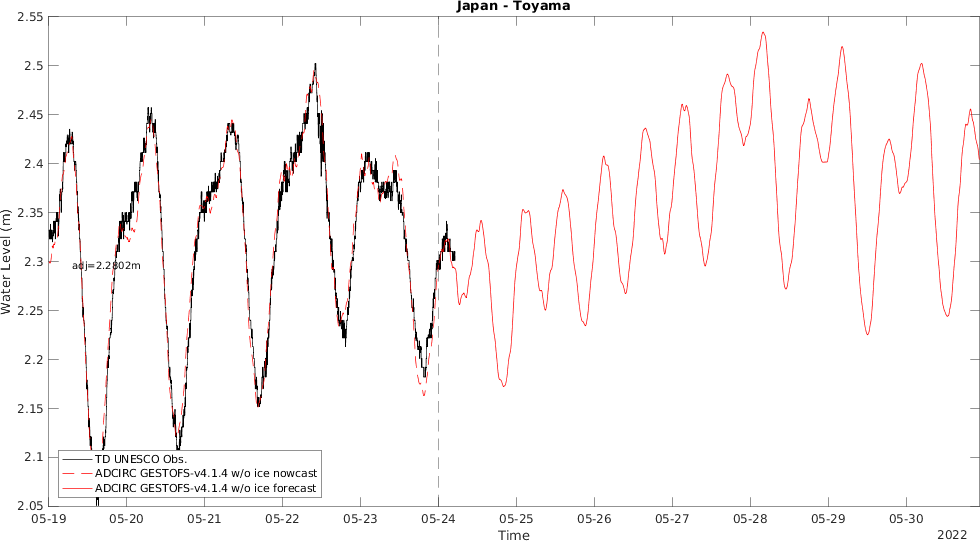 Japan - Toyama
2.55
2.5
2.45
2.4
2.35
2.3
2.25
2.2
2.15
2.1
2.05
Water Level (m)
adj=2.2802m
TD UNESCO Obs.
ADCIRC GESTOFS-v4.1.4 w/o ice nowcast
ADCIRC GESTOFS-v4.1.4 w/o ice forecast
05-19 05-20 05-21 05-22 05-23 05-24 05-25 05-26 05-27 05-28 05-29 05-30
Time
2022